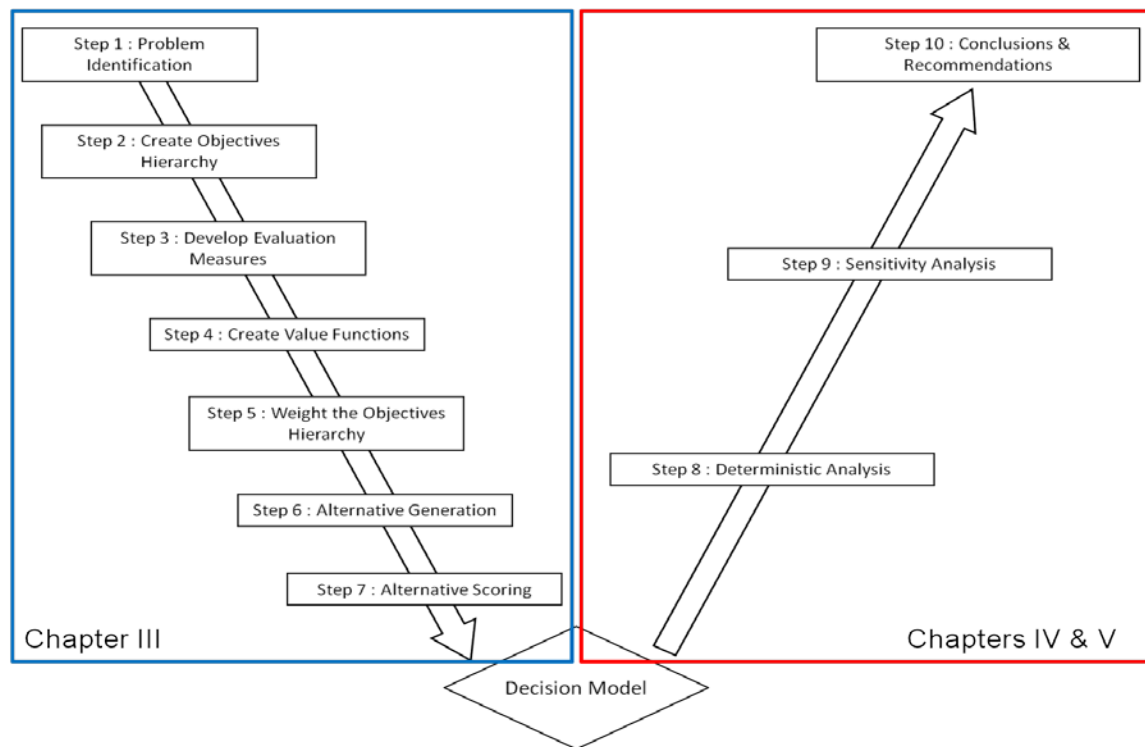 Step 1 : Problem
Identification
Step 2 : Create Objectives
Hierarchy
Step 3 : Develop Evaluation
Measures
Step 4 : Create Value Functions
Step 5 : Weight the Objectives
Hierarchy
Step 6 : Alternative Generation
Step 7 : Alternative Scoring
Chapter III
Decision Model
Step 10 : Conclusions &
Recommendations
Step 9 : Sensitivity Analysis
Step 8 : Deterministic Analysis
Chapters IV & V